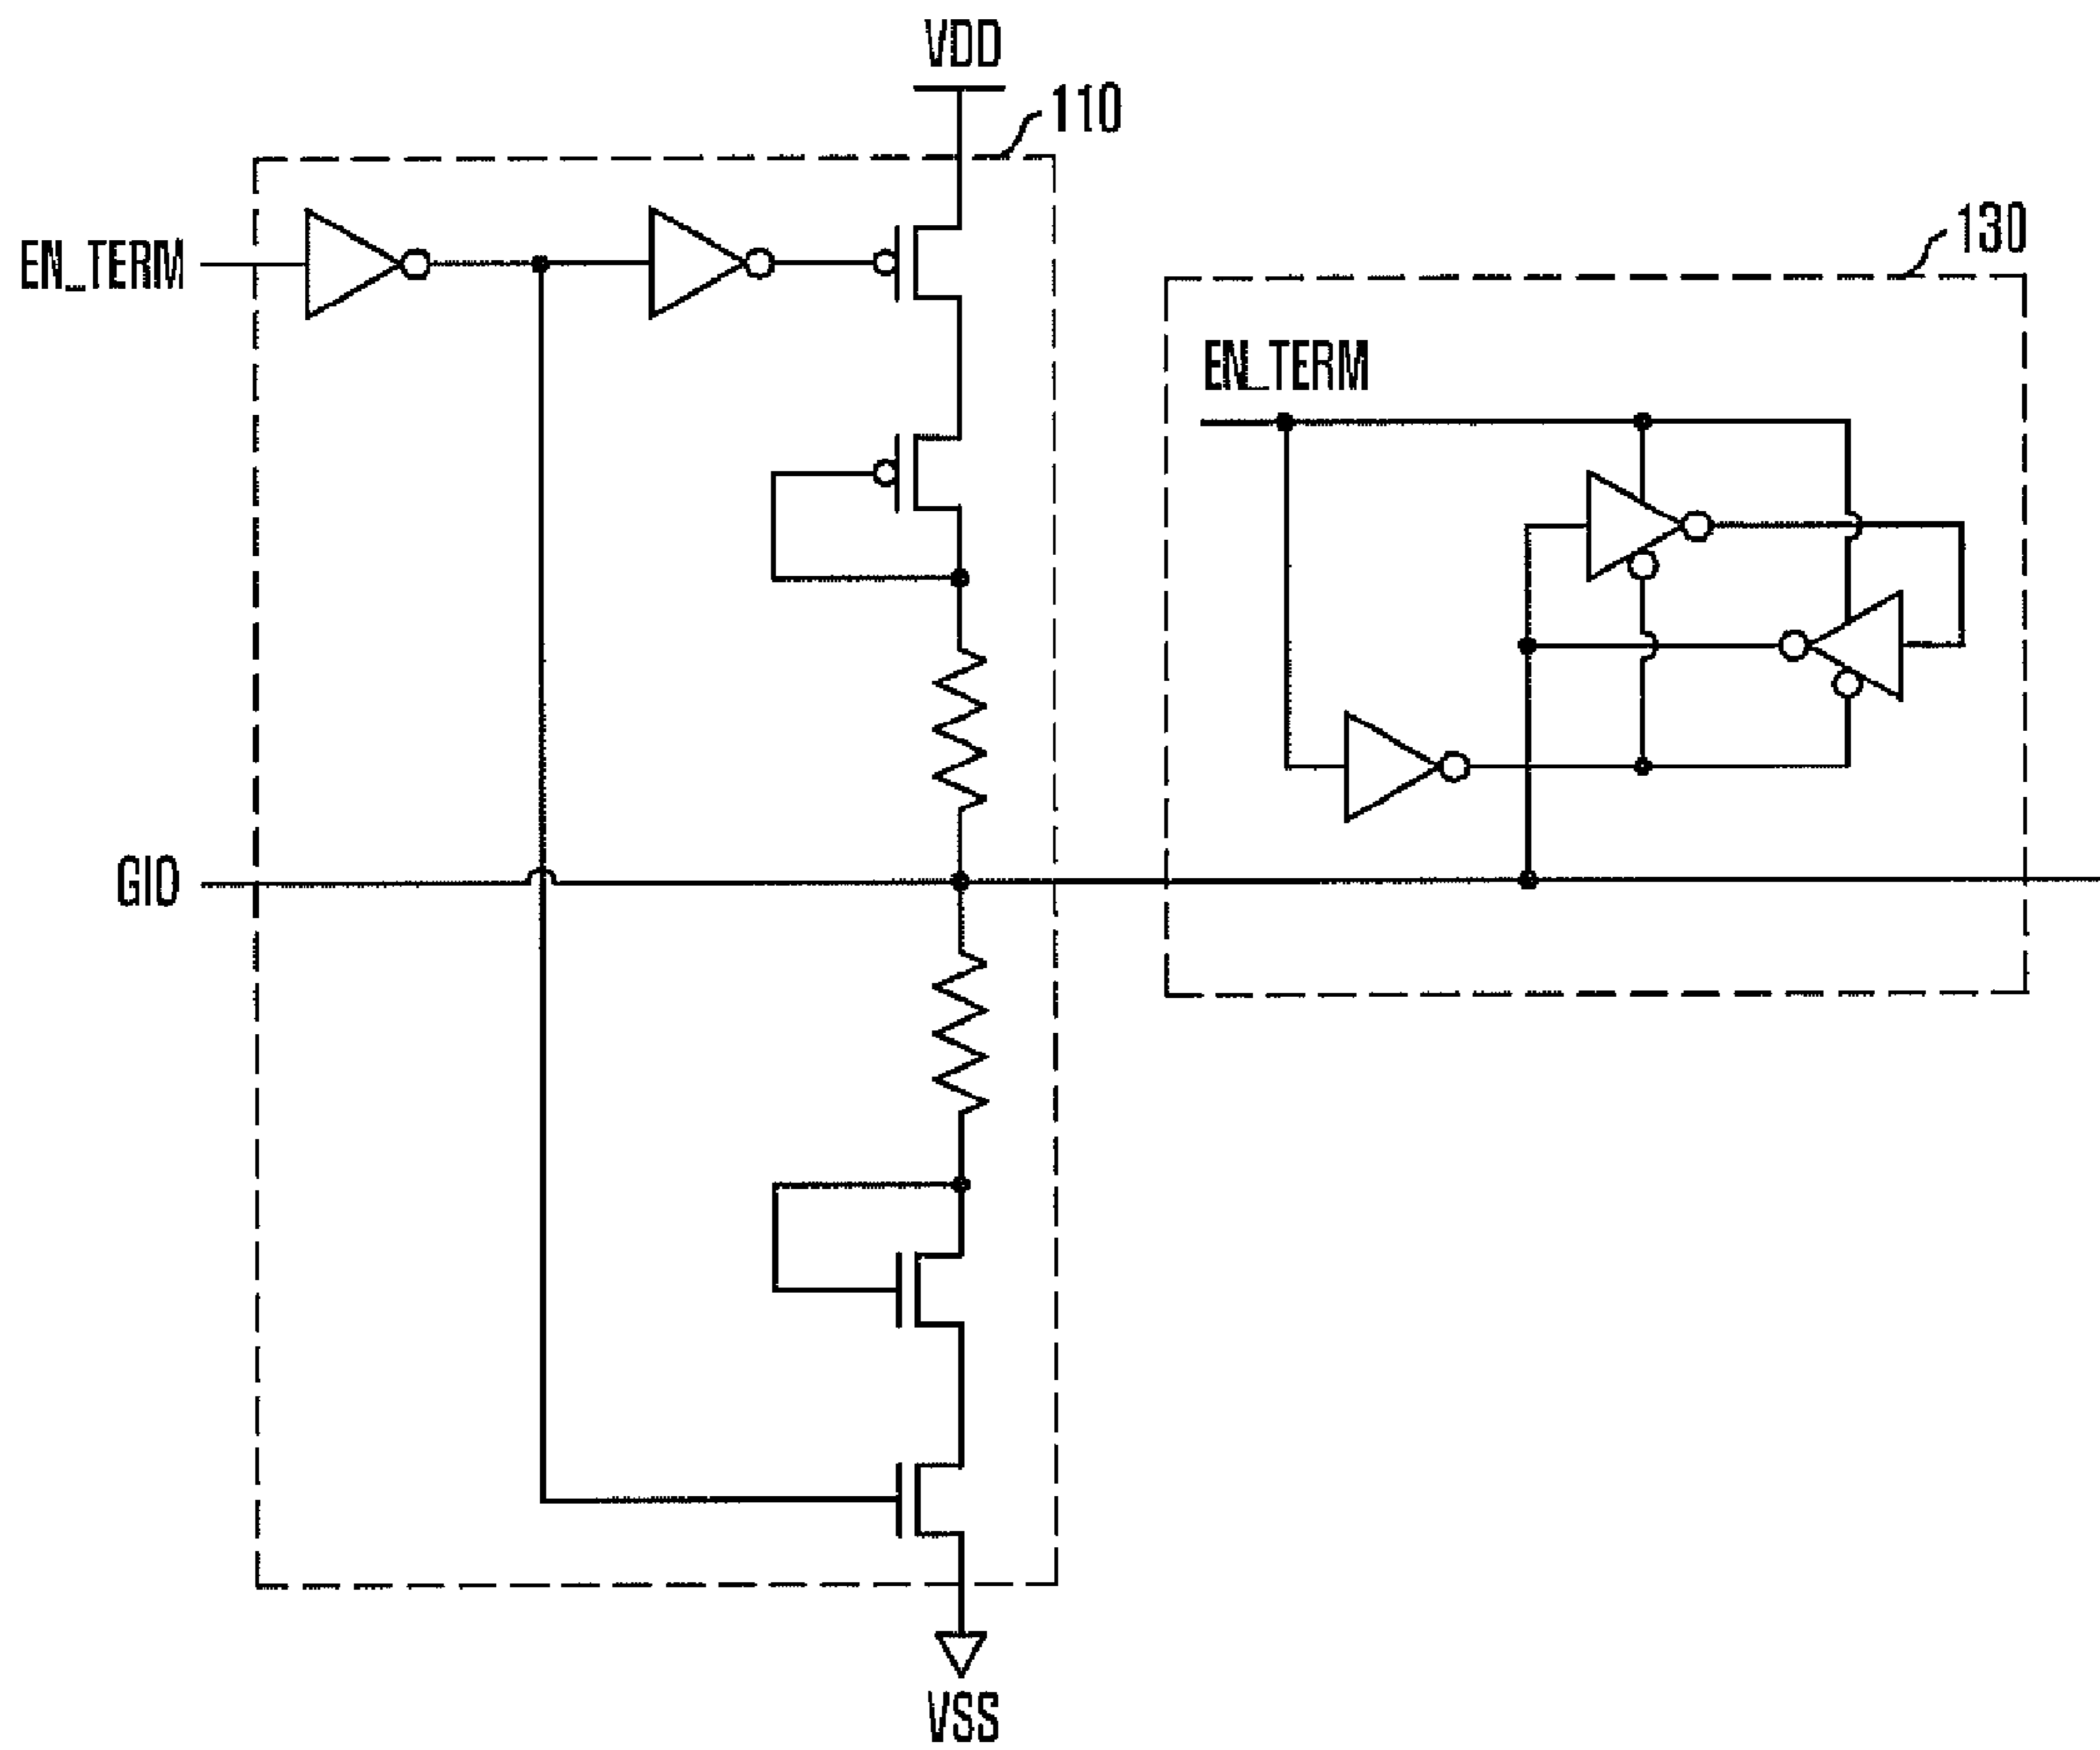 VDD
110
EN_TERM
130
EN_TERM
GIO
VSS